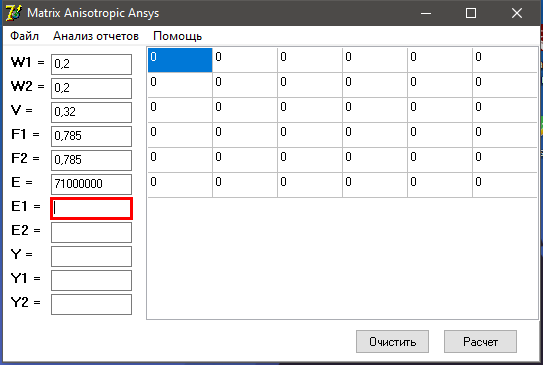 Matrix Anisotropic Ansys
Файл Анализ отчетов Помощь
W1 = 0,2
W2 = 0,2
V = 0,32
F1 = 0,785
F2 = 0,785
E = 71000000
E1 =
E2 =
Y =
Y1 =
Y2 =
0 0 0 0 0 0
0 0 0 0 0 0
0 0 0 0 0 0
0 0 0 0 0 0
0 0 0 0 0 0
0 0 0 0 0 0
Очистить Расчет